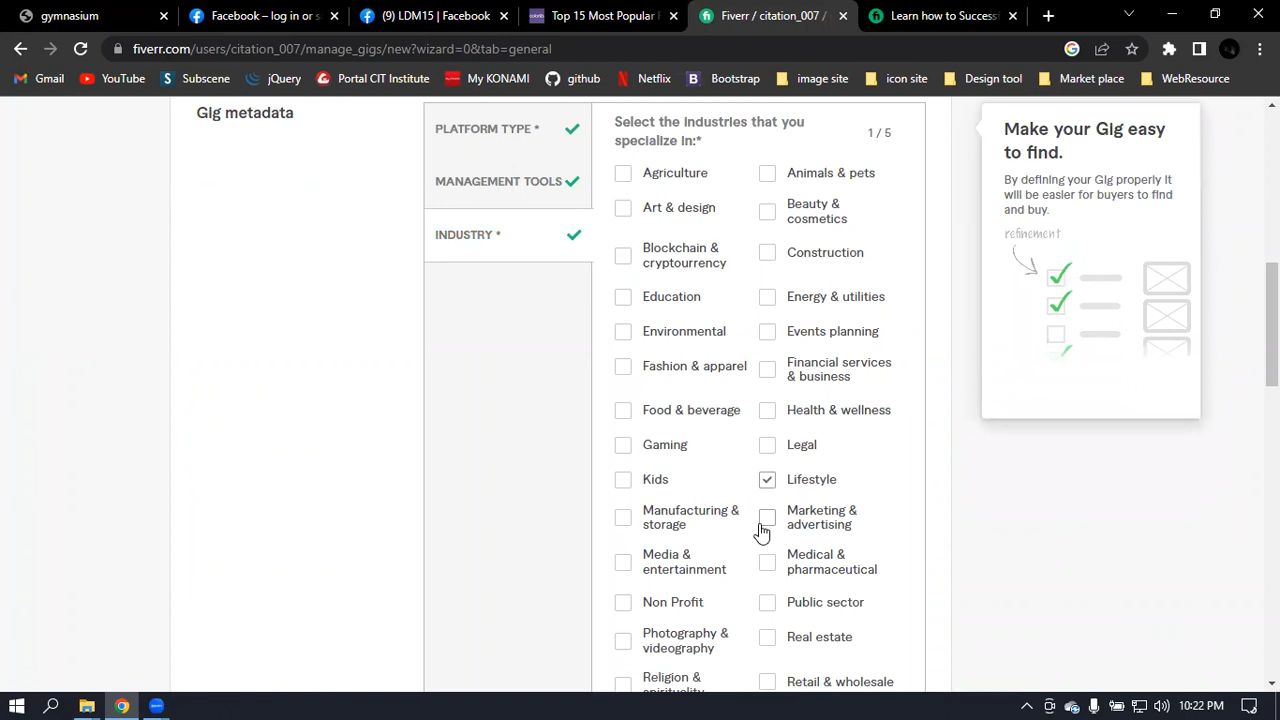 gymnasium
Facebook – log in or s
LDM15 | Facebook
Top 15 Most Popular F
Fiverr / citation_007 /
Learn how to Successf
fiverr.com/users/citation_007/manage_gigs/new?wizard=0&tab=general
Gmail
YouTube
Subscene
jQuery
Portal CIT Institute
My KONAMI
github
Netflix
Bootstrap
image site
icon site
Design tool
Market place
WebResource
Gig metadata
PLATFORM TYPE *
MANAGEMENT TOOLS
INDUSTRY *
Select the industries that you
specialize in:*
1 / 5
Agriculture
Animals & pets
Art & design
Beauty &
cosmetics
Blockchain &
cryptocurrency
Construction
Education
Energy & utilities
Environmental
Events planning
Fashion & apparel
Financial services
& business
Food & beverage
Health & wellness
Gaming
Legal
Kids
Lifestyle
Manufacturing &
storage
Marketing &
advertising
Media &
entertainment
Medical &
pharmaceutical
Non Profit
Public sector
Photography &
videography
Real estate
Religion &
spirituality
Retail & wholesale
Make your Gig easy
to find.
By defining your Gig properly it
will be easier for buyers to find
and buy.
refinement
10:22 PM